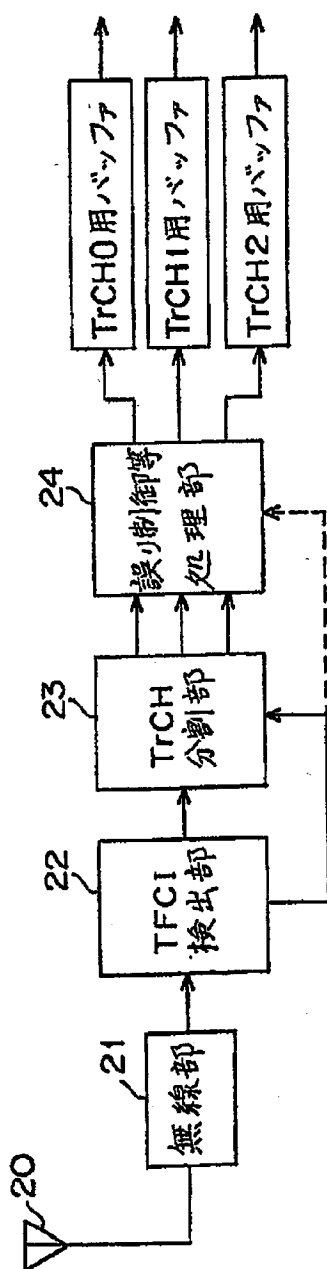 20
21
無線部
22
TFCI
検出部
23
TrCH
分割部
24
誤り制御等
処理部
TrCH0用バッファ
TrCH1用バッファ
TrCH2用バッファ